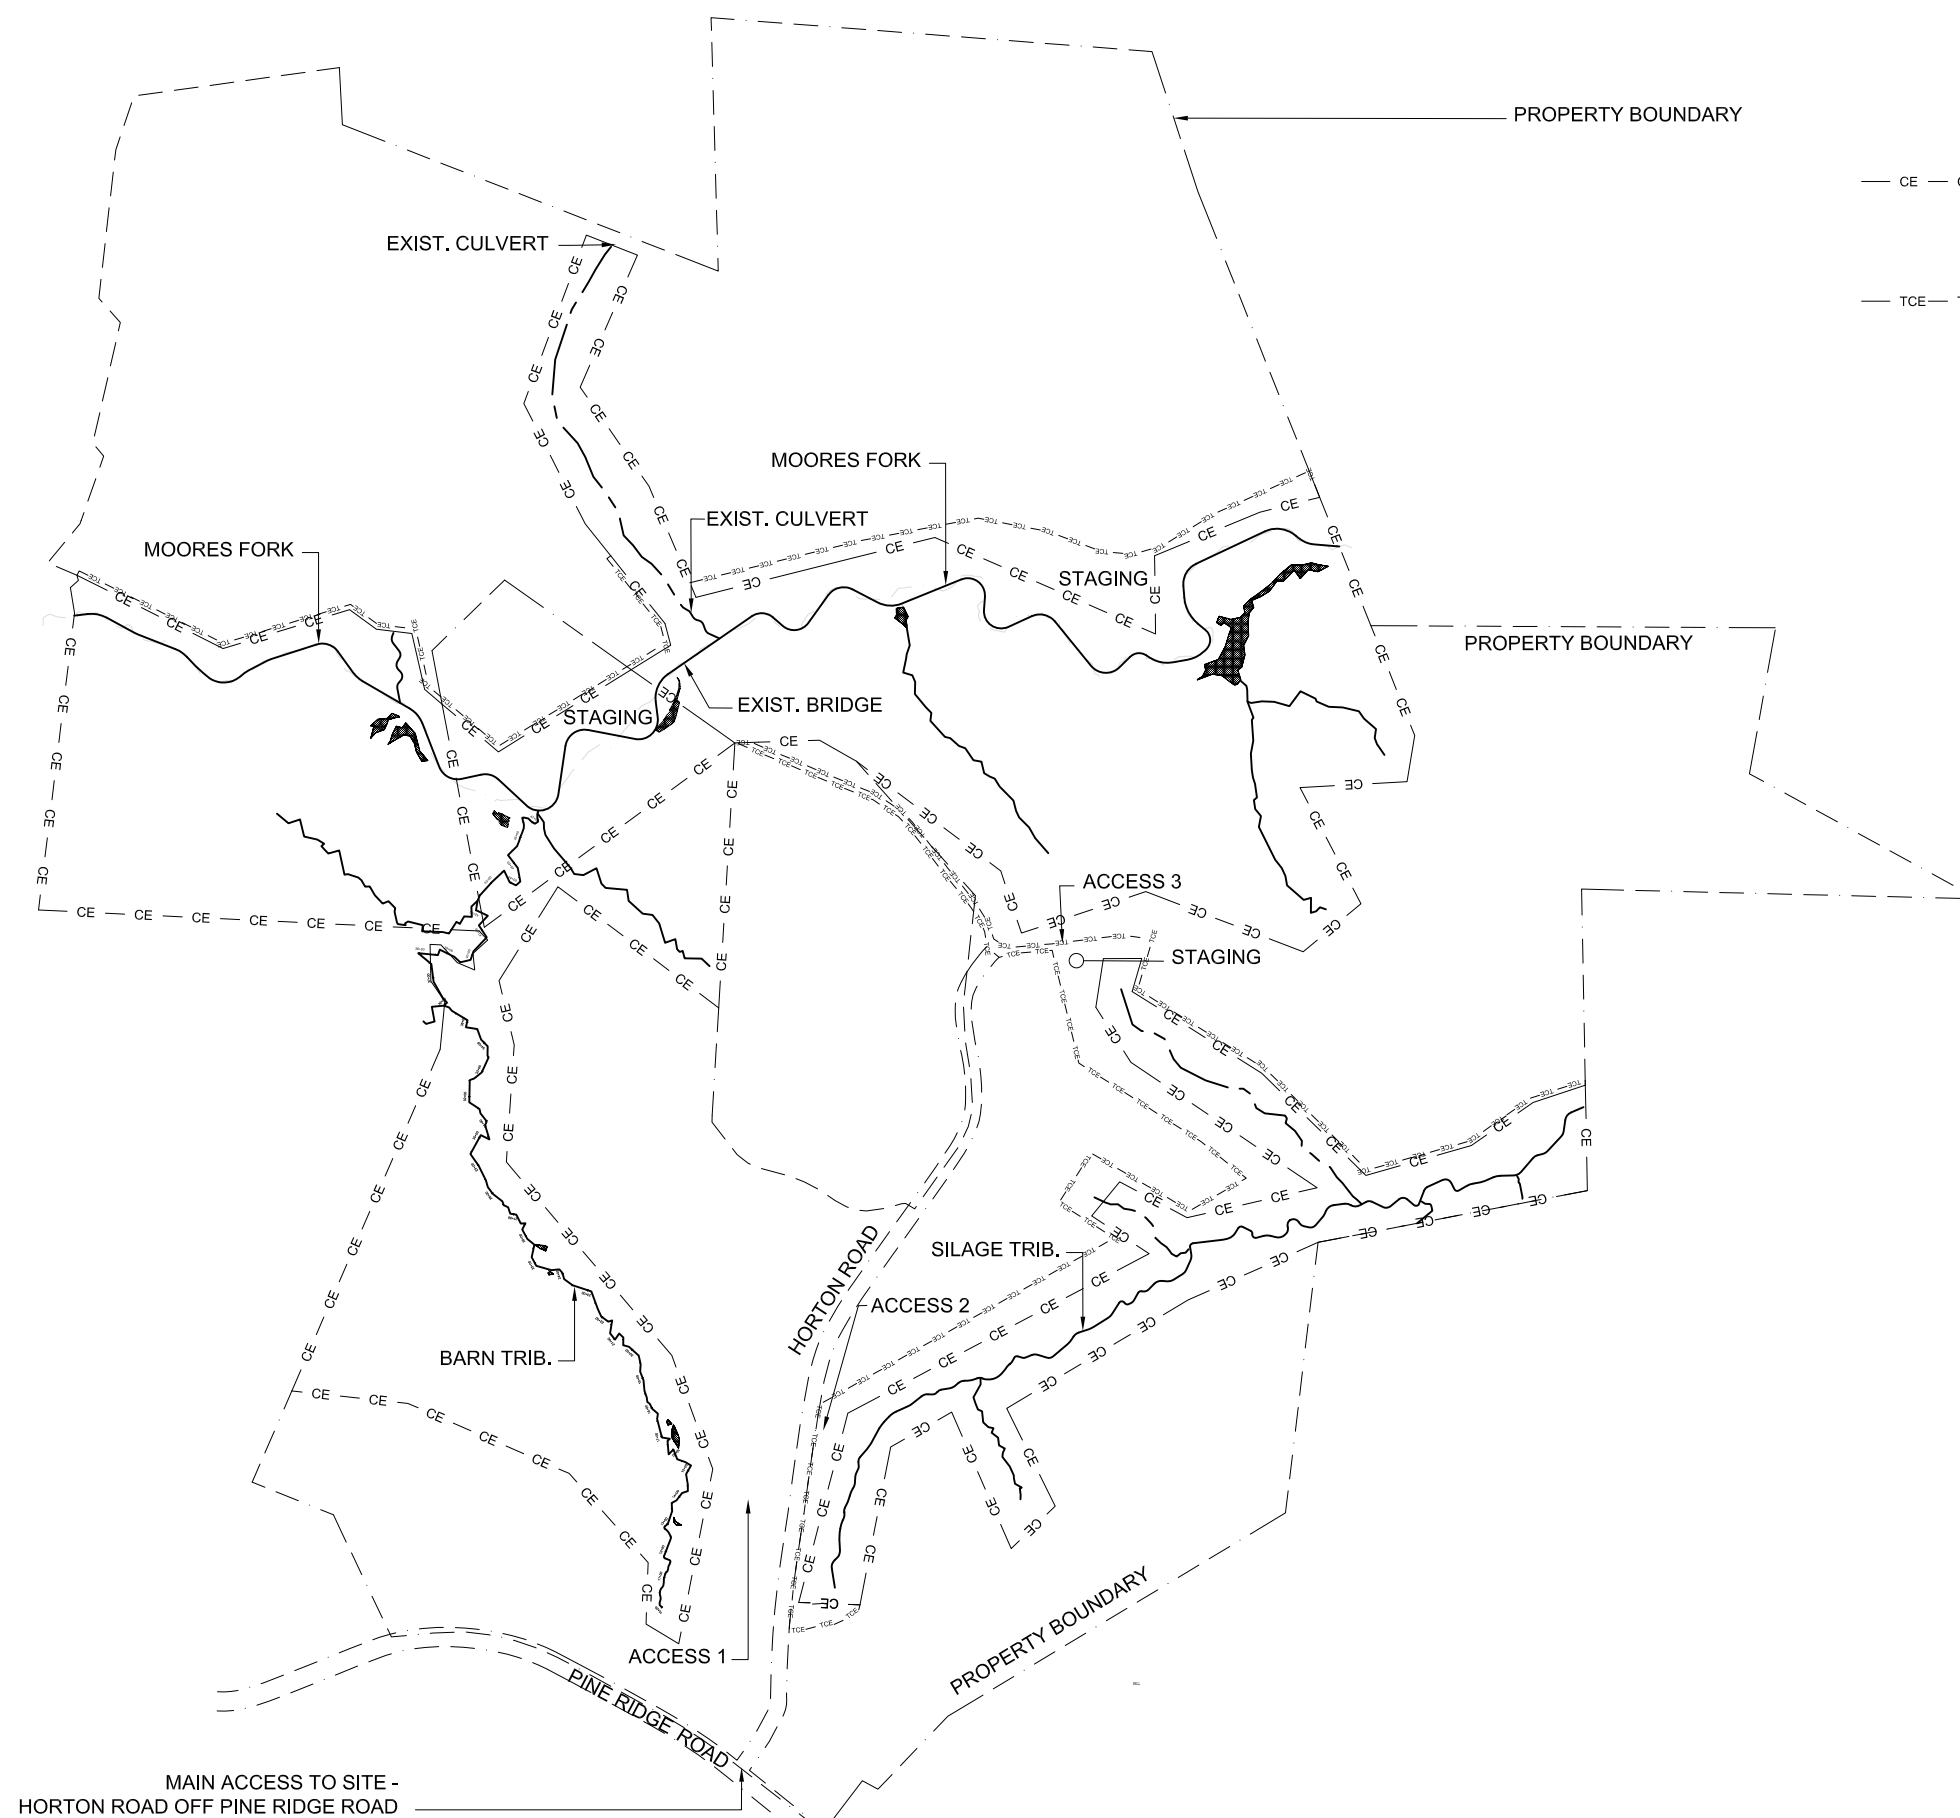 PROPERTY BOUNDARY
CE
TCE
EXIST. CULVERT
MOORES FORK
EXIST. CULVERT
MOORES FORK
STAGING
PROPERTY BOUNDARY
STAGING
EXIST. BRIDGE
ACCESS 3
STAGING
HORTON ROAD
SILAGE TRIB.
ACCESS 2
BARN TRIB.
PROPERTY BOUNDARY
ACCESS 1
PINE RIDGE ROAD
MAIN ACCESS TO SITE -
HORTON ROAD OFF PINE RIDGE ROAD